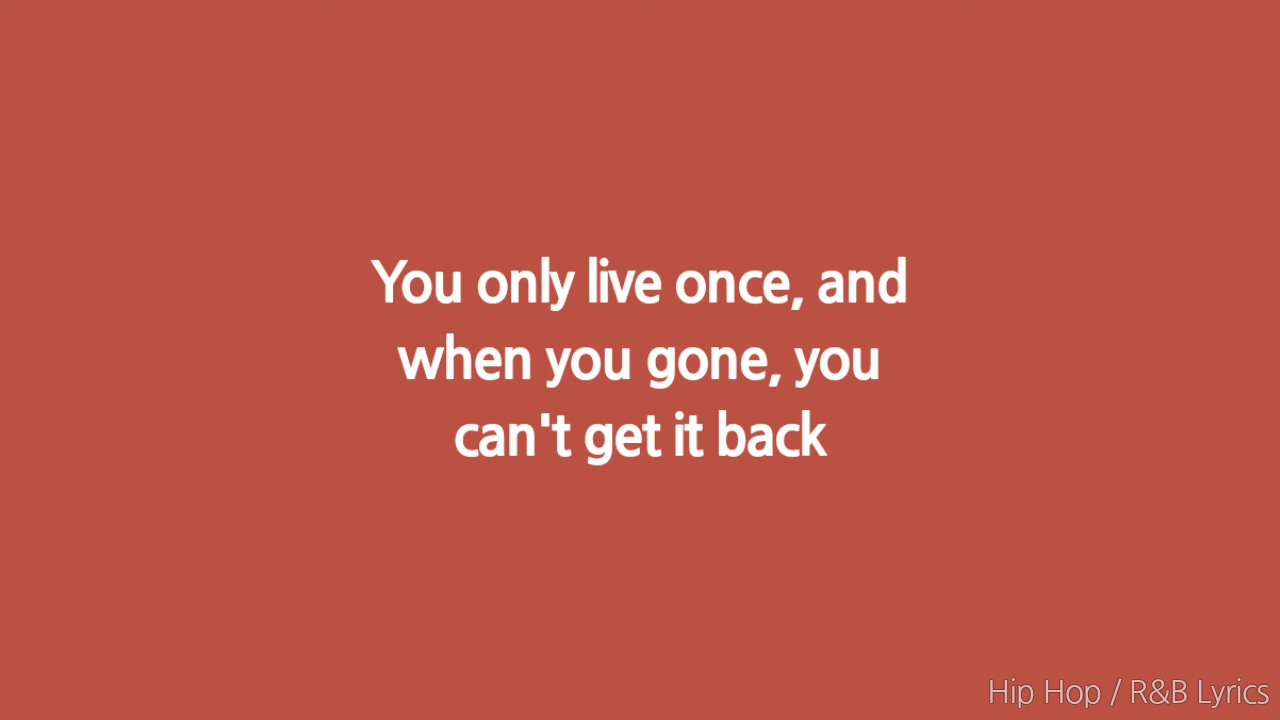 You only live once, and
when you gone, you
can't get it back
Hip Hop / R&B Lyrics